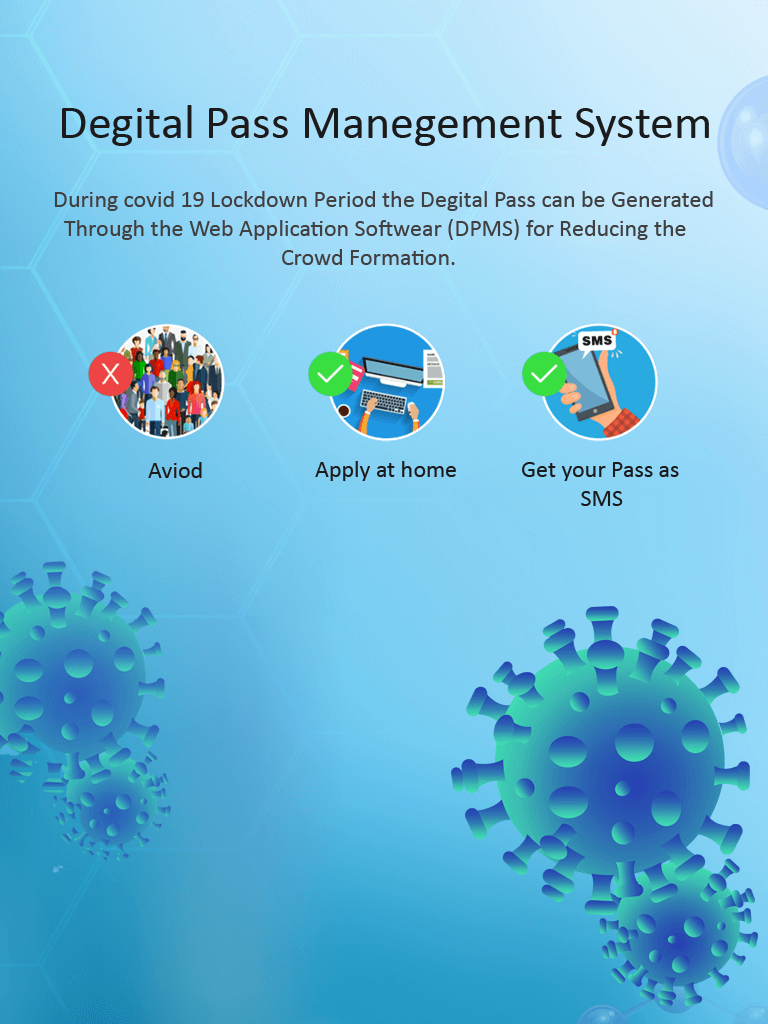 Degital Pass Manegement System
During covid 19 Lockdown Period the Degital Pass can be Generated
Through the Web Application Softwear (DPMS) for Reducing the
Crowd Formation.
X
SMS
Aviod
Apply at home
Get your Pass as
SMS